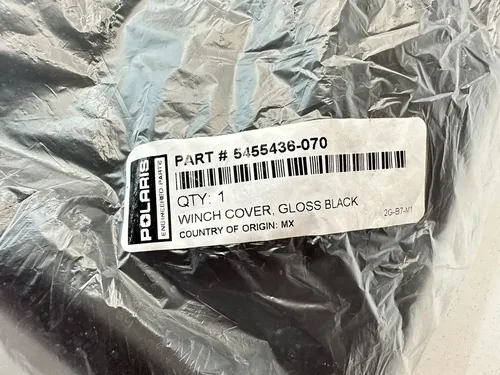 POLARIS
ENGINEERED PARTS
PART # 5455436-070
QTY: 1
WINCH COVER, GLOSS BLACK
2G-B7-M1
COUNTRY OF ORIGIN: MX